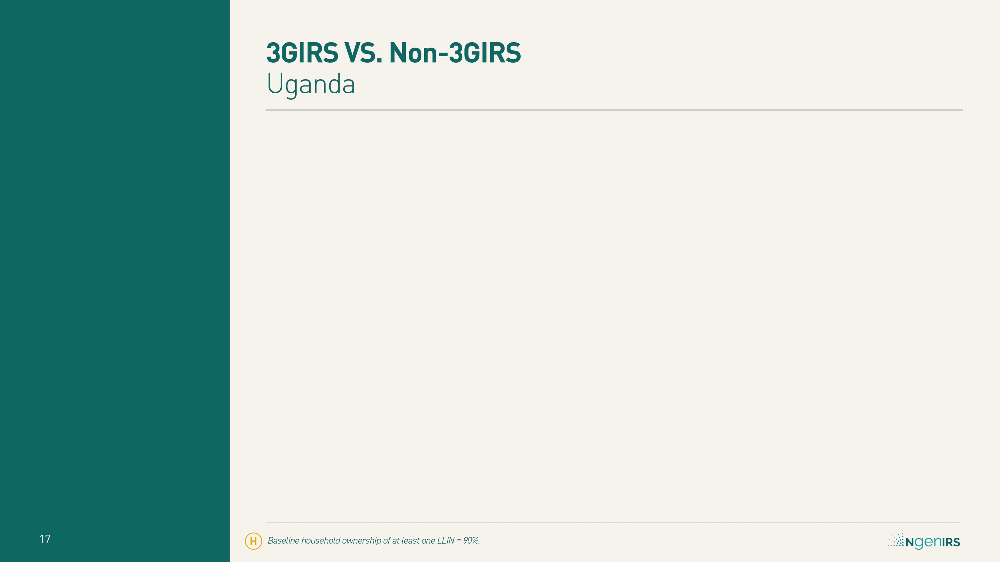 3GIRS VS. Non-3GIRS
Uganda
17
H
Baseline household ownership of at least one LLIN = 90%.
NgenIRS